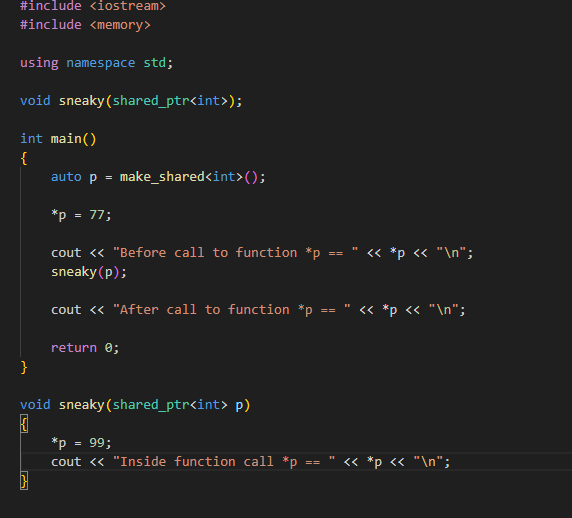 #include <iostream>
#include <memory>
using namespace std;
void sneaky(shared_ptr<int>);
int main()
{
auto p = make_shared<int>();
*p = 77;
cout << "Before call to function *p == " << *p << "\n";
sneaky(p);
cout << "After call to function *p == " << *p << "\n";
return 0;
}
void sneaky(shared_ptr<int> p)
{
*p = 99;
cout << "Inside function call *p == " << *p << "\n";
}